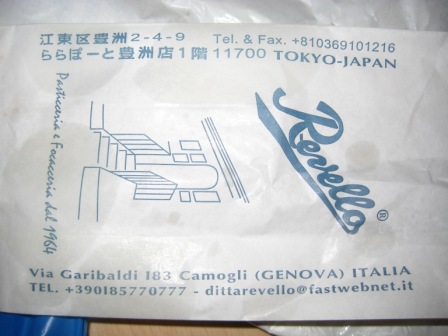 江東区豊洲2-4-9 Tel. & Fax. +810369101216
ららぽーと豊洲店1階 11700 TOKYO-JAPAN
Pasticceria e Focacceria dal 1964
Revello®
Via Garibaldi 183 Camogli (GENOVA) ITALIA
TEL. +390185770777 - dittarevello@fastwebnet.it